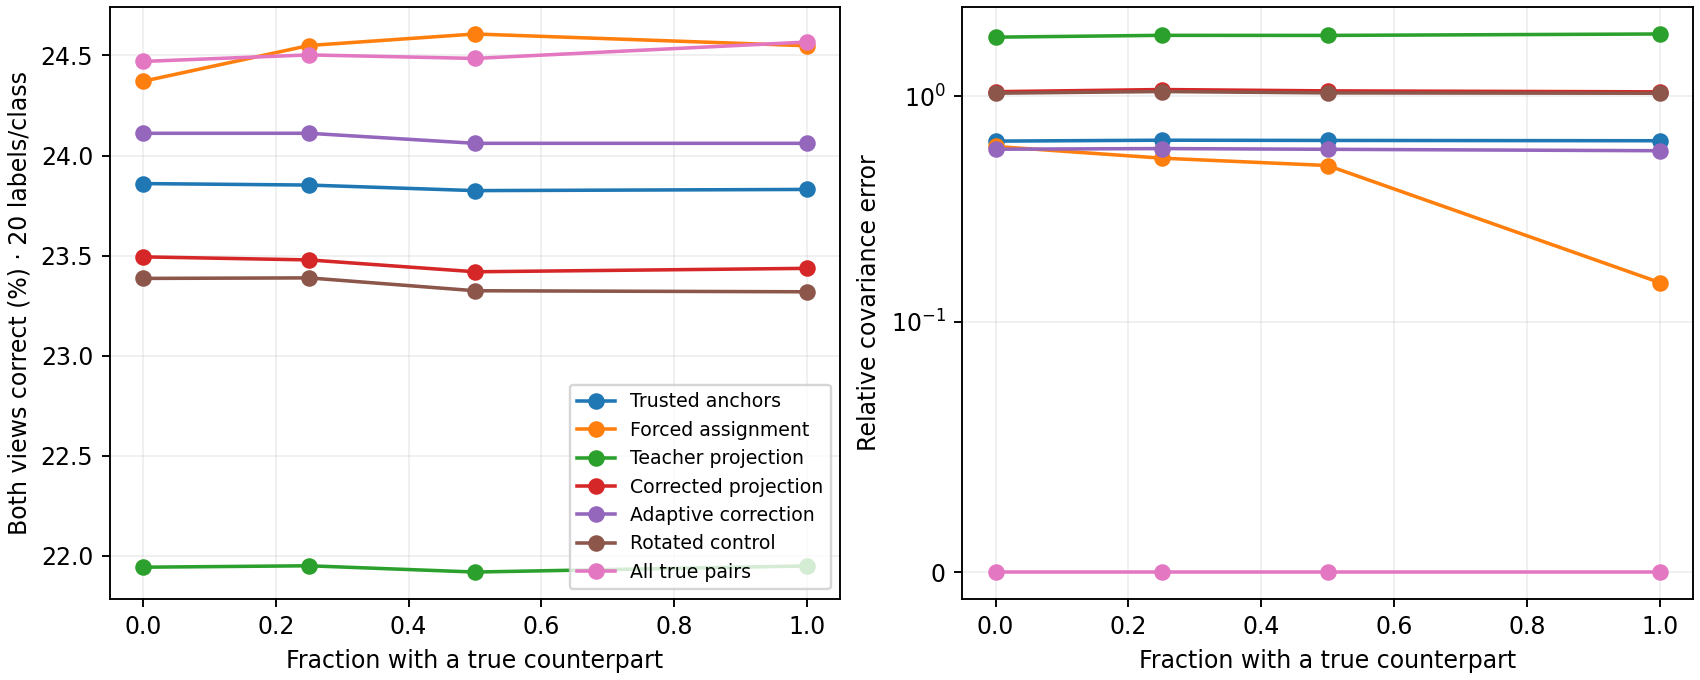 Both views correct (%) · 20 labels/class
24.5
24.0
23.5
23.0
22.5
22.0
0.0
0.2
0.4
0.6
0.8
1.0
Fraction with a true counterpart
Trusted anchors
Forced assignment
Teacher projection
Corrected projection
Adaptive correction
Rotated control
All true pairs
Relative covariance error
10⁰
10⁻¹
0
0.0
0.2
0.4
0.6
0.8
1.0
Fraction with a true counterpart